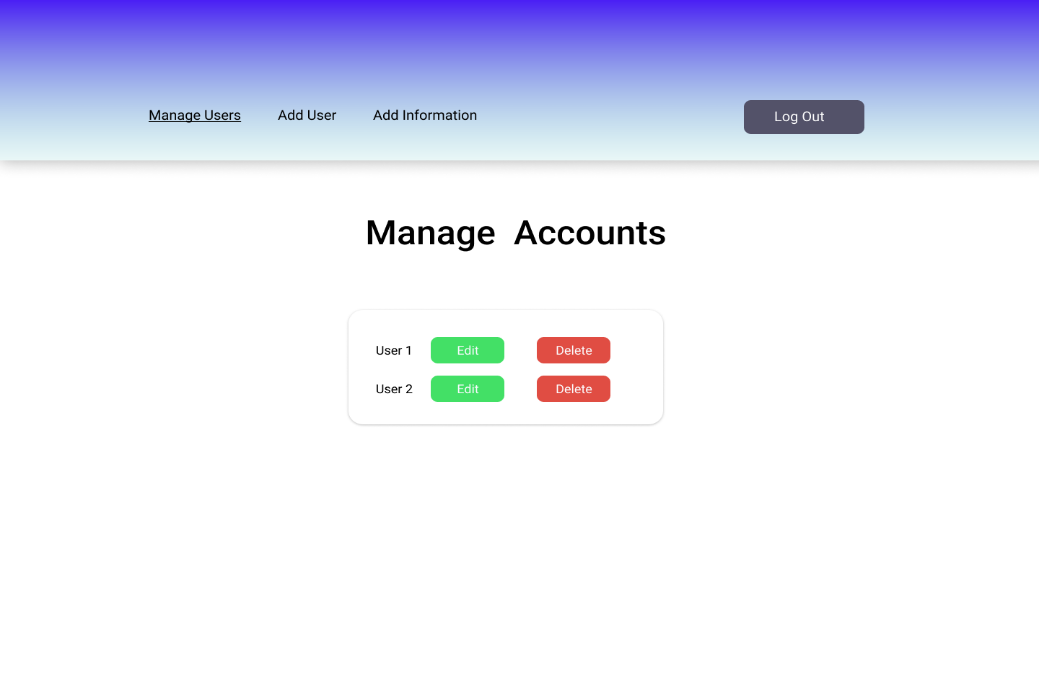 Manage Users Add User Add Information Log Out
Manage Accounts
User 1 Edit Delete
User 2 Edit Delete